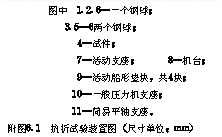 图中 1.2.6—一个钢球；
3.5—6两个钢球；
4—试件；
7—活动支座； 8—机台；
9—活动船形垫块，共4块；
10—一般压力机支座；
11—简易平轴支座。
附图6.1 抗折试验装置图（尺寸单位：mm）